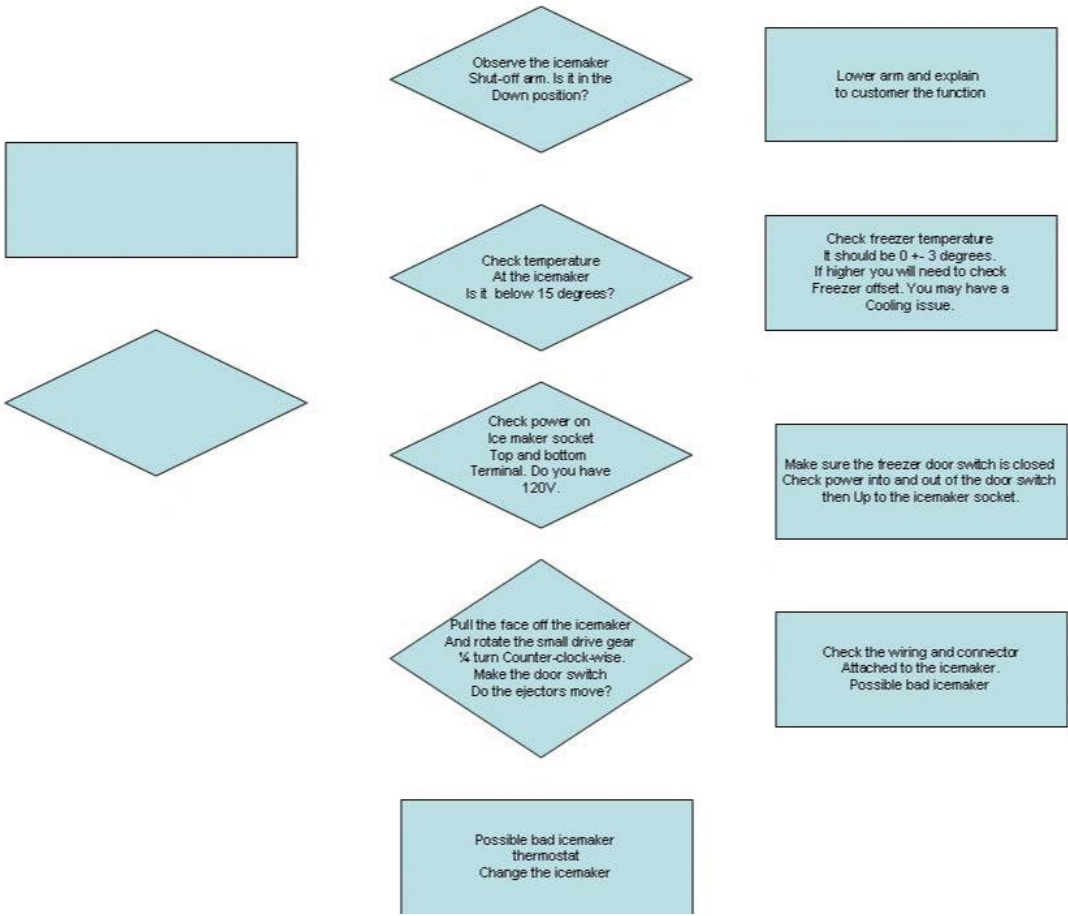 Observe the icemaker
Shut-off arm. Is it in the
Down position?
Lower arm and explain
to customer the function
Check temperature
At the icemaker
Is it below 15 degrees?
Check freezer temperature
It should be 0 +- 3 degrees.
If higher you will need to check
Freezer offset. You may have a
Cooling issue.
Check power on
Ice maker socket
Top and bottom
Terminal. Do you have
120V.
Make sure the freezer door switch is closed
Check power into and out of the door switch
then Up to the icemaker socket.
Pull the face off the icemaker
And rotate the small drive gear
¼ turn Counter-clock-wise.
Make the door switch
Do the ejectors move?
Check the wiring and connector
Attached to the icemaker.
Possible bad icemaker
Possible bad icemaker
thermostat
Change the icemaker